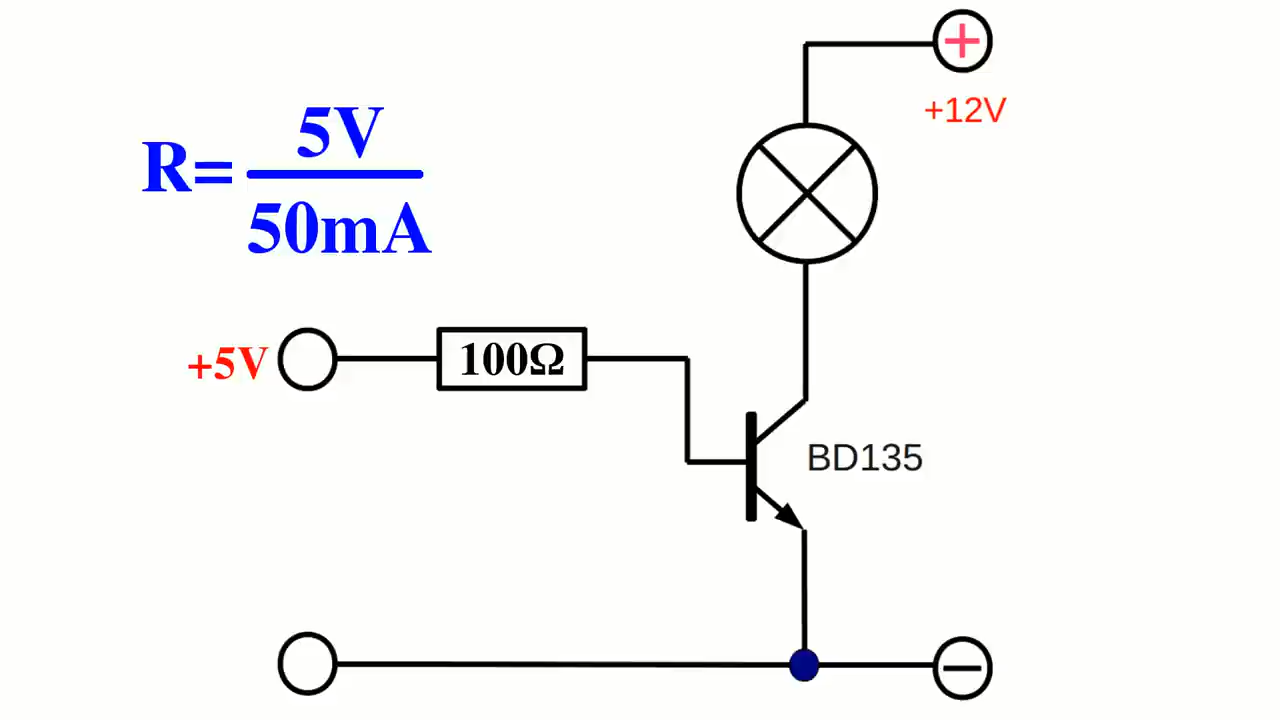 +
+12V
R= 5V
50mA
+5V
100Ω
BD135
−